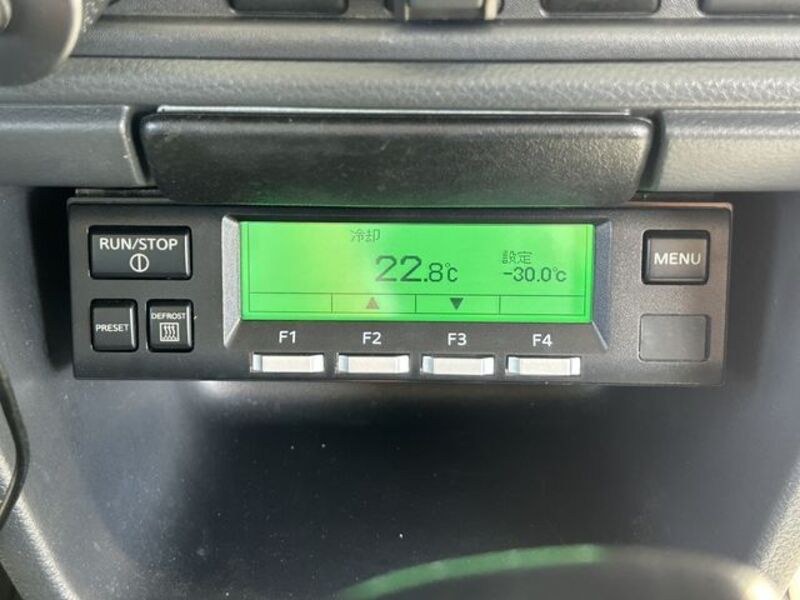 RUN/STOP
冷却
設定
22.8℃
-30.0℃
MENU
PRESET
DEFROST
F1
F2
F3
F4